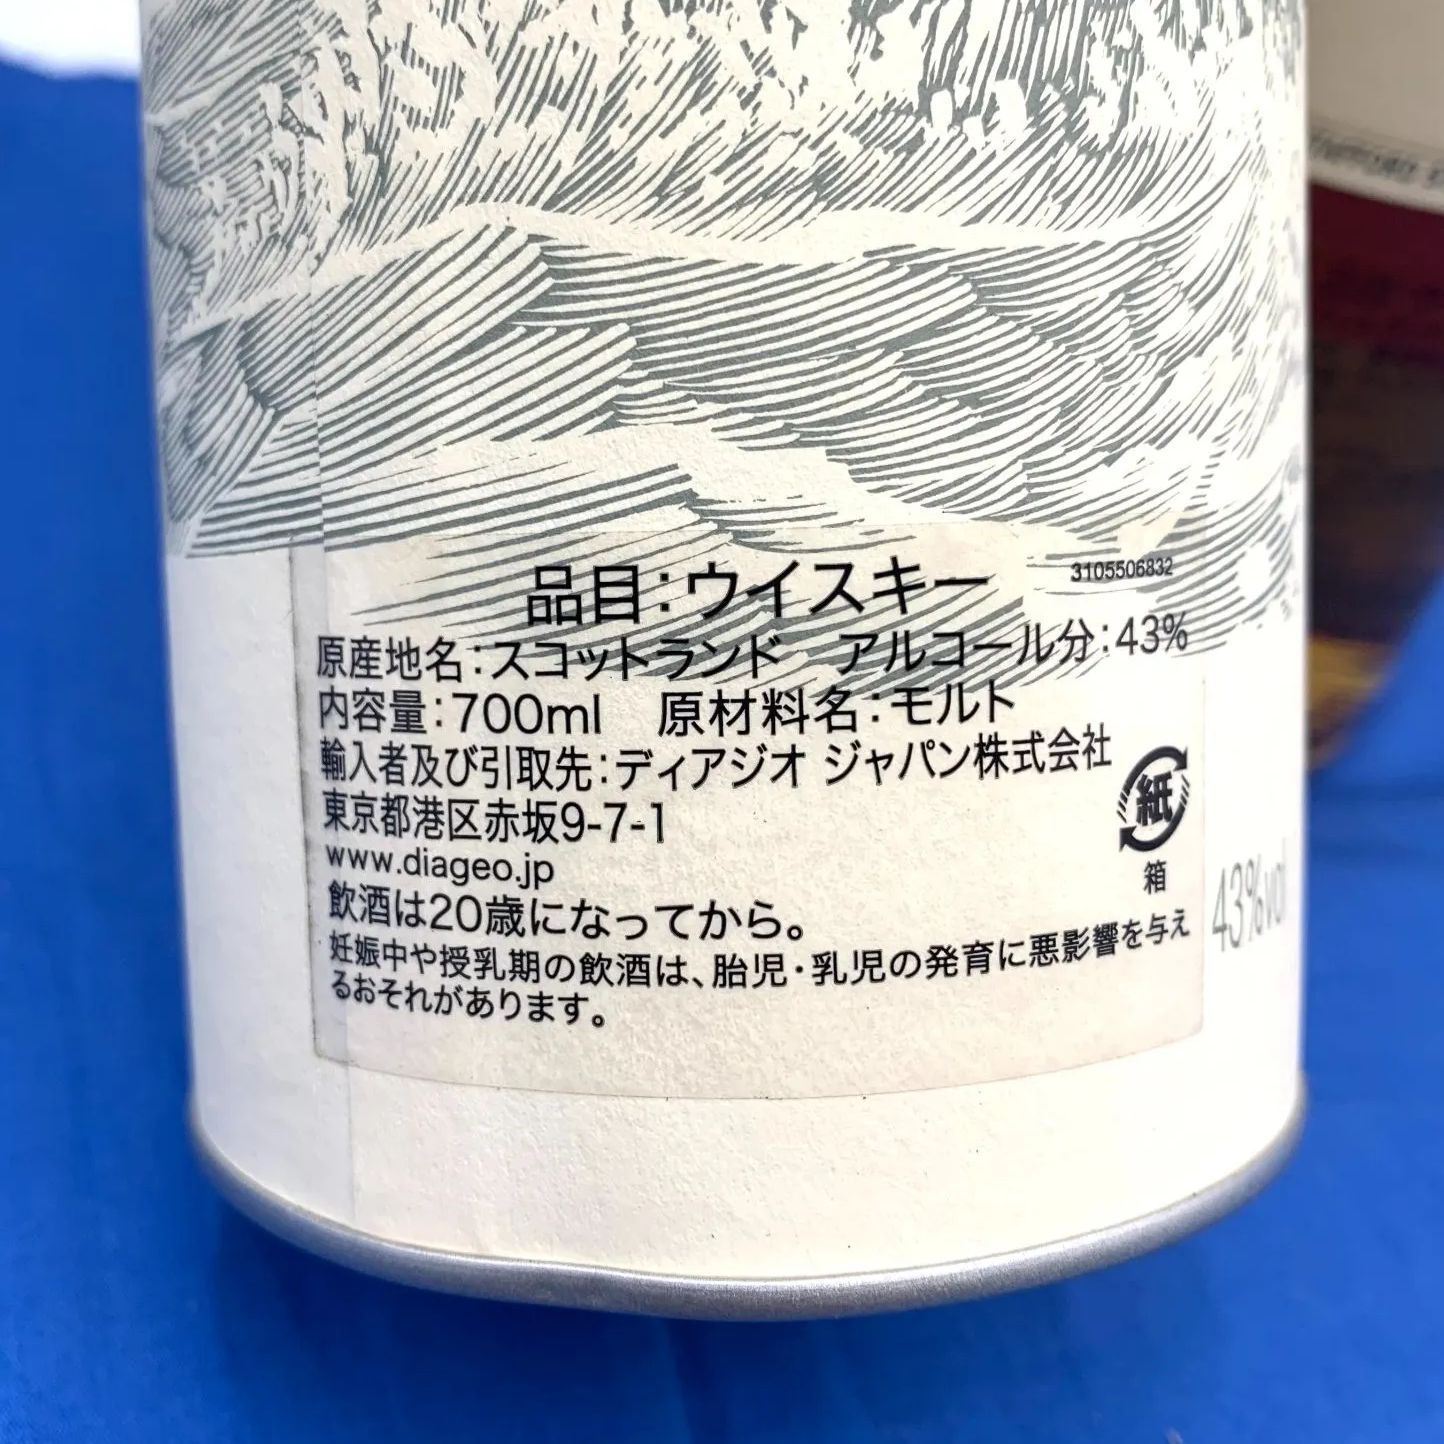 品目:ウイスキー
3105506832
原産地名:スコットランド　アルコール分:43%
内容量:700ml　原材料名:モルト
輸入者及び引取先:ディアジオ ジャパン株式会社
東京都港区赤坂9-7-1
www.diageo.jp
飲酒は20歳になってから。
妊娠中や授乳期の飲酒は、胎児・乳児の発育に悪影響を与え
るおそれがあります。
紙
箱
43%vol